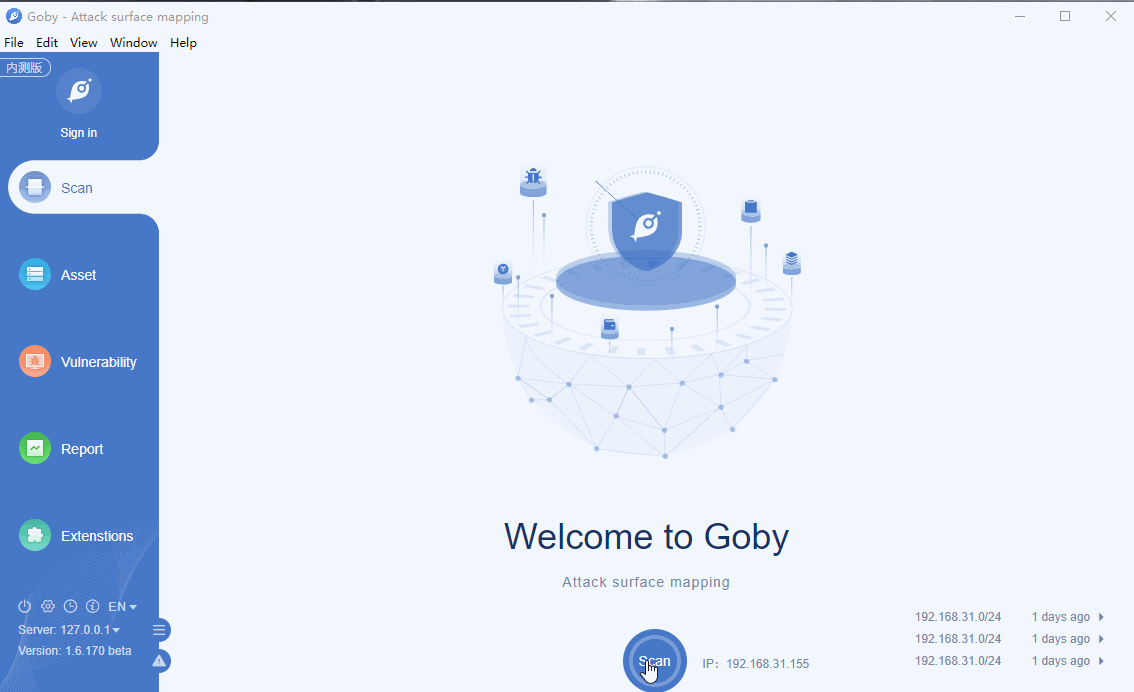 Goby - Attack surface mapping
File Edit View Window Help
内测版
Sign in
Scan
Asset
Vulnerability
Report
Extenstions
EN
Server: 127.0.0.1
Version: 1.6.170 beta
Welcome to Goby
Attack surface mapping
Scan
IP: 192.168.31.155
192.168.31.0/24 1 days ago
192.168.31.0/24 1 days ago
192.168.31.0/24 1 days ago